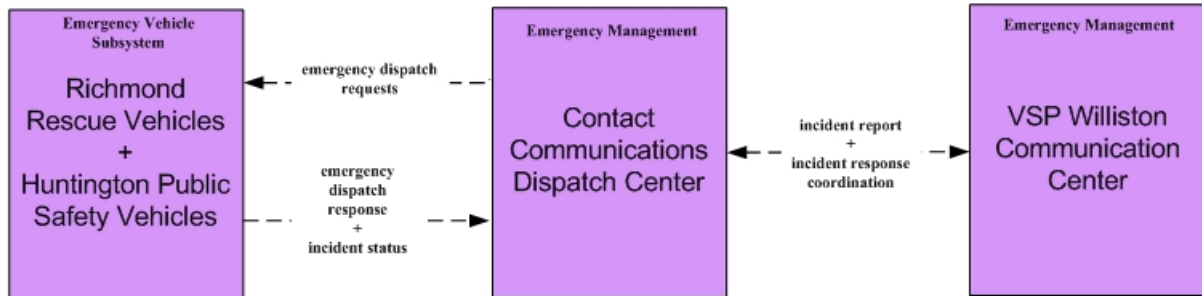 Emergency Vehicle
Subsystem
Richmond
Rescue Vehicles
+
Huntington Public
Safety Vehicles
emergency dispatch
requests
emergency
dispatch
response
+
incident status
Emergency Management
Contact
Communications
Dispatch Center
incident report
+
incident response
coordination
Emergency Management
VSP Williston
Communication
Center